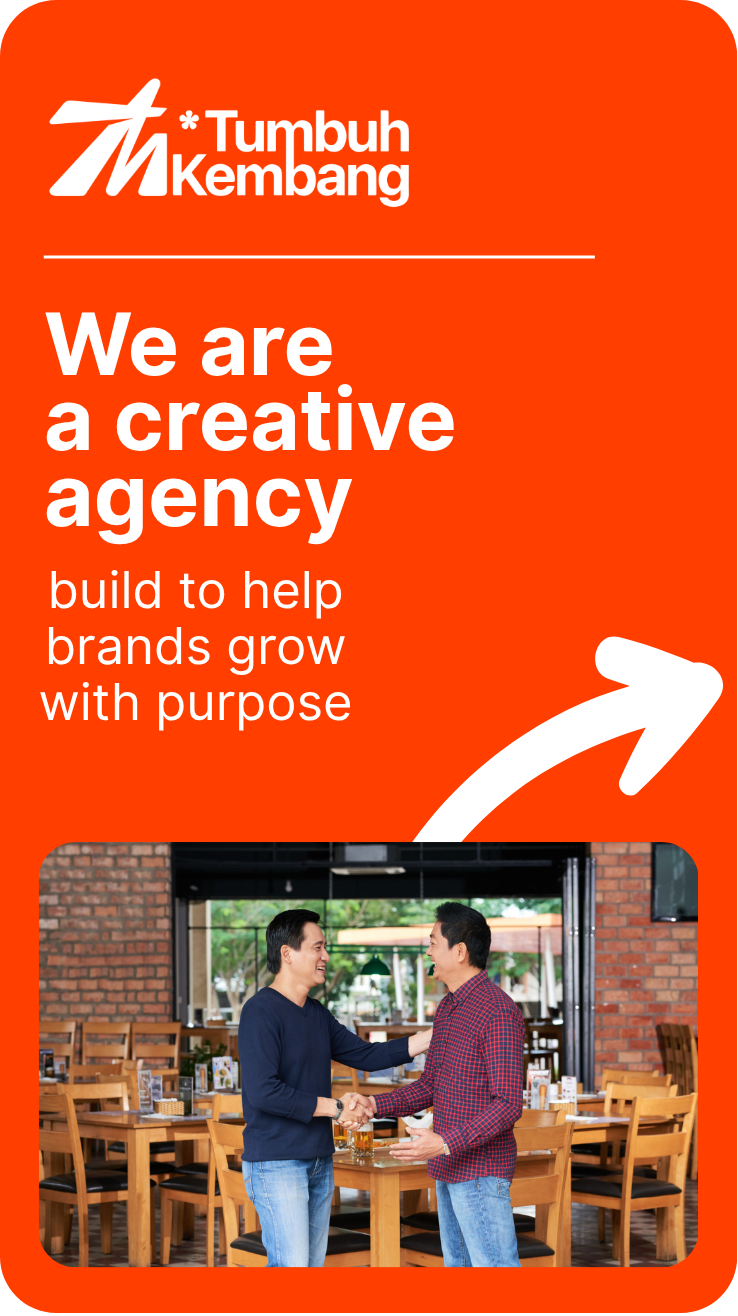 *Tumbuh
Kembang
We are
a creative
agency
build to help
brands grow
with purpose